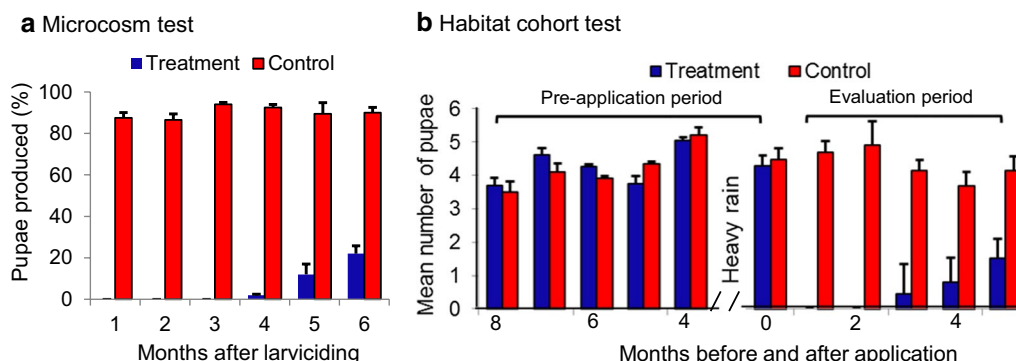 a Microcosm test
Treatment Control
Pupae produced (%)
100
80
60
40
20
0
1 2 3 4 5 6
Months after larviciding
b Habitat cohort test
Treatment Control
Pre-application period Evaluation period
Mean number of pupae
6
5
4
3
2
1
0
Heavy rain
8 6 4 // 0 2 4
Months before and after application